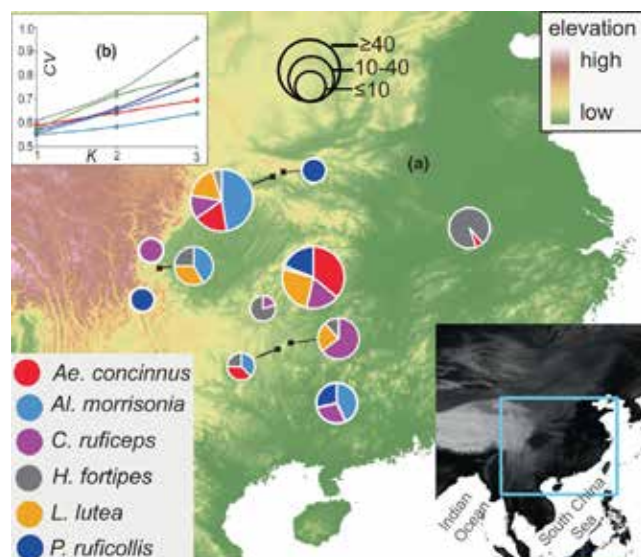 (b)
CV
1.0
0.9
0.8
0.7
0.6
0.5
1
K
2
3
≥40
10-40
≤10
elevation
high
low
(a)
Ae. concinnus
Al. morrisonia
C. ruficeps
H. fortipes
L. lutea
P. ruficollis
Indian
Ocean
South China
Sea